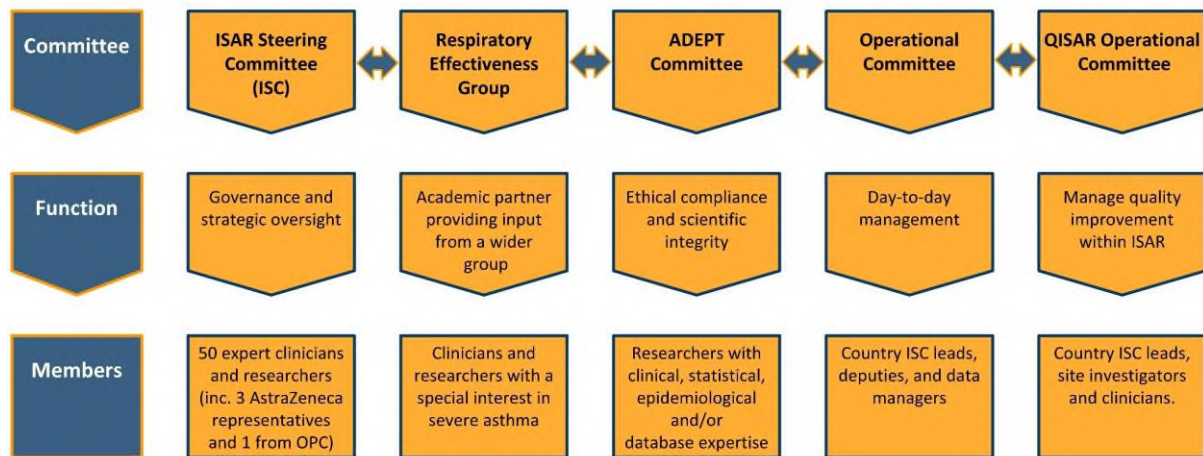 Committee
ISAR Steering
Committee
(ISC)
Respiratory
Effectiveness
Group
ADEPT
Committee
Operational
Committee
QISAR Operational
Committee
Function
Governance and
strategic oversight
Academic partner
providing input
from a wider
group
Ethical compliance
and scientific
integrity
Day-to-day
management
Manage quality
improvement
within ISAR
Members
50 expert clinicians
and researchers
(inc. 3 AstraZeneca
representatives
and 1 from OPC)
Clinicians and
researchers with a
special interest in
severe asthma
Researchers with
clinical, statistical,
epidemiological
and/or
database expertise
Country ISC leads,
deputies, and data
managers
Country ISC leads,
site investigators
and clinicians.